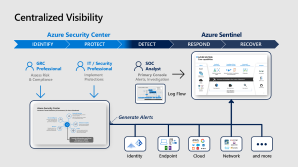 Centralized Visibility
Azure Security Center
Azure Sentinel
IDENTIFY
PROTECT
DETECT
RESPOND
RECOVER
GRC
Professional
Assess Risk
& Compliance
IT / Security
Professional
Implement
Protections
SOC
Analyst
Primary Console
Alerts, Investigation
Log Flow
Generate Alerts
Identity
Endpoint
Cloud
Network
and more